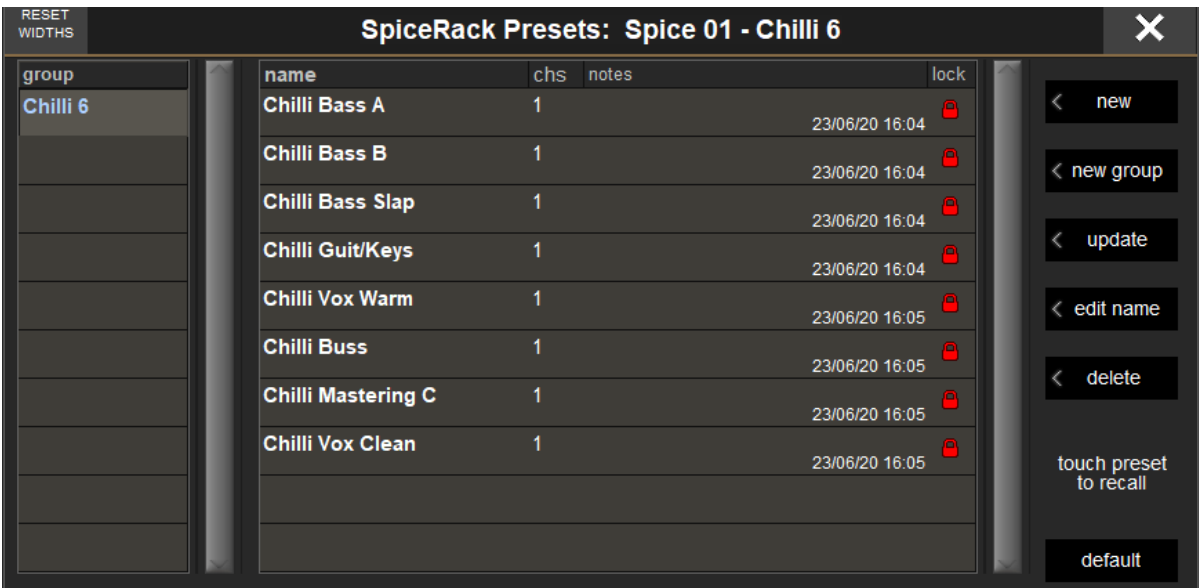 RESET
WIDTHS
SpiceRack Presets: Spice 01 - Chilli 6
group
Chilli 6
name chs notes lock
Chilli Bass A 1
23/06/20 16:04
Chilli Bass B 1
23/06/20 16:04
Chilli Bass Slap 1
23/06/20 16:04
Chilli Guit/Keys 1
23/06/20 16:04
Chilli Vox Warm 1
23/06/20 16:05
Chilli Buss 1
23/06/20 16:05
Chilli Mastering C 1
23/06/20 16:05
Chilli Vox Clean 1
23/06/20 16:05
new
new group
update
edit name
delete
touch preset
to recall
default